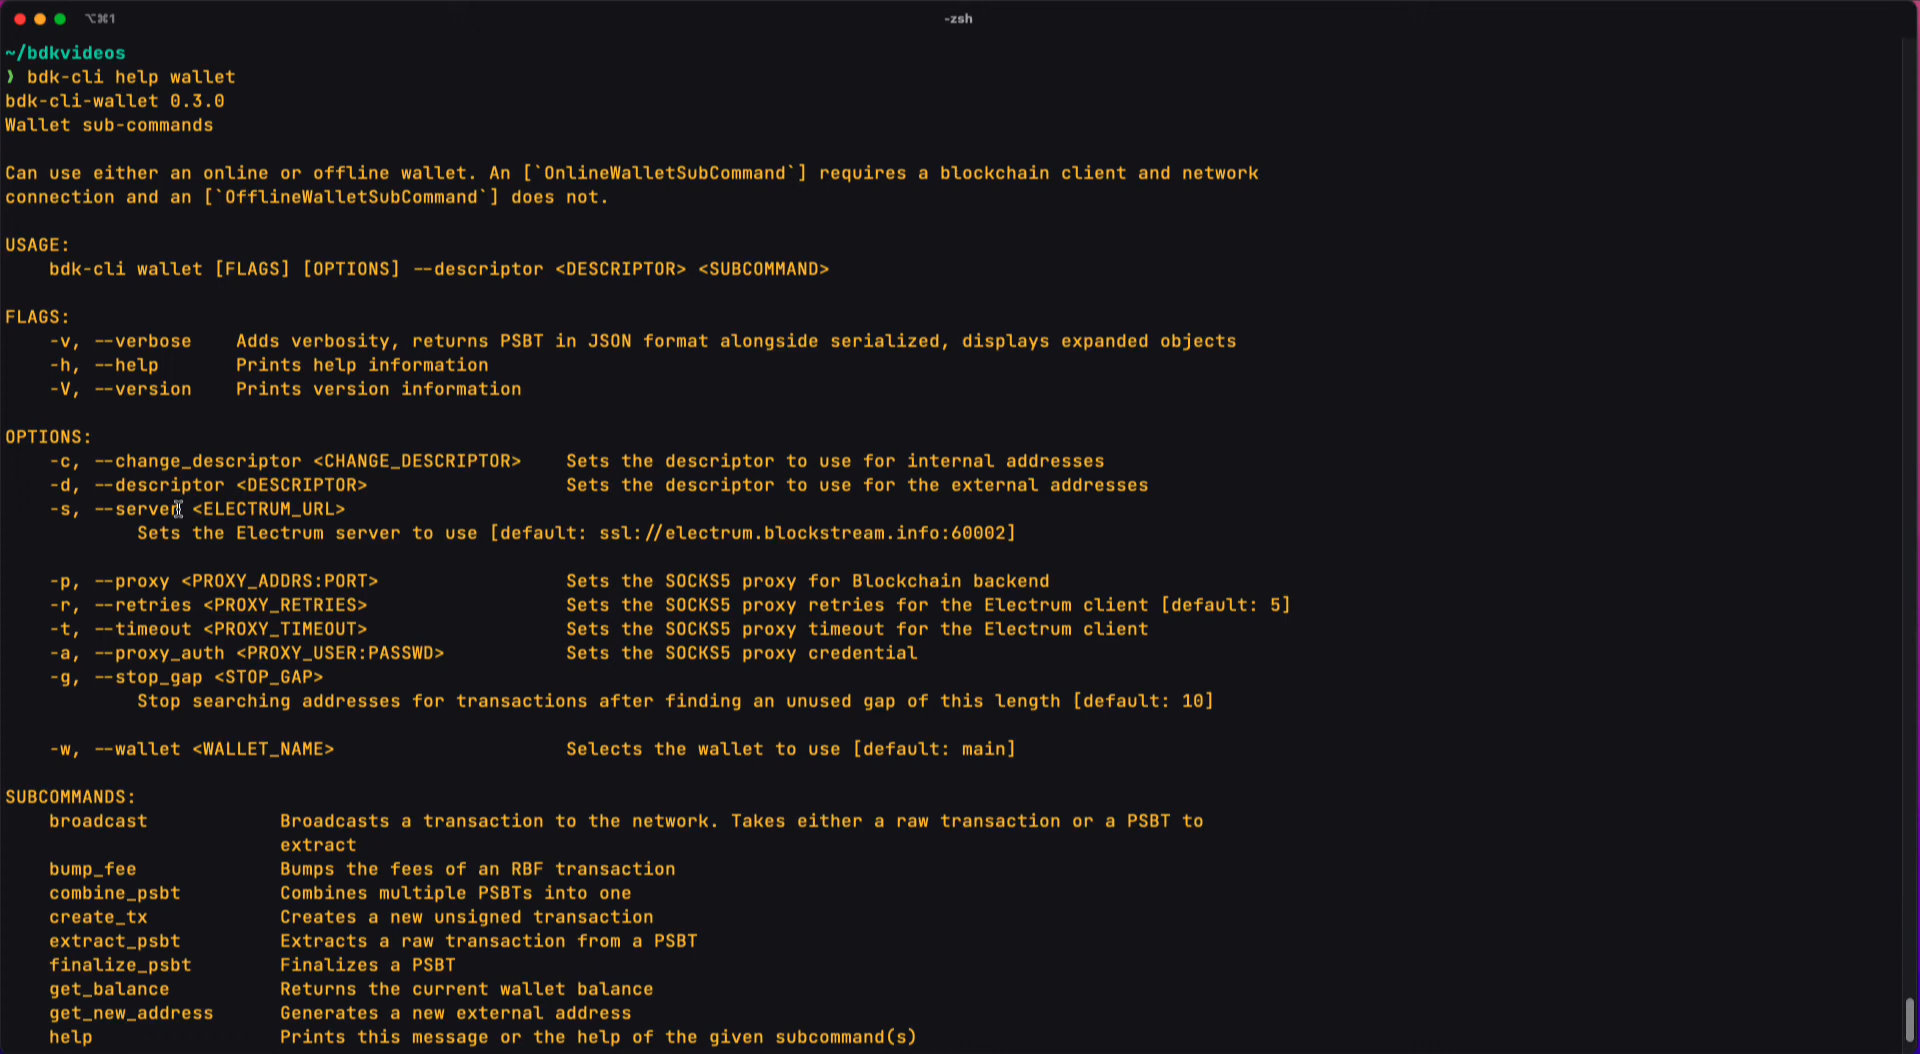 ⌥⌘1
-zsh
~/bdkvideos
❯ bdk-cli help wallet
bdk-cli-wallet 0.3.0
Wallet sub-commands
Can use either an online or offline wallet. An [`OnlineWalletSubCommand`] requires a blockchain client and network
connection and an [`OfflineWalletSubCommand`] does not.
USAGE:
    bdk-cli wallet [FLAGS] [OPTIONS] --descriptor <DESCRIPTOR> <SUBCOMMAND>
FLAGS:
    -v, --verbose    Adds verbosity, returns PSBT in JSON format alongside serialized, displays expanded objects
    -h, --help       Prints help information
    -V, --version    Prints version information
OPTIONS:
    -c, --change_descriptor <CHANGE_DESCRIPTOR>    Sets the descriptor to use for internal addresses
    -d, --descriptor <DESCRIPTOR>                  Sets the descriptor to use for the external addresses
    -s, --server <ELECTRUM_URL>
            Sets the Electrum server to use [default: ssl://electrum.blockstream.info:60002]
    -p, --proxy <PROXY_ADDRS:PORT>                 Sets the SOCKS5 proxy for Blockchain backend
    -r, --retries <PROXY_RETRIES>                  Sets the SOCKS5 proxy retries for the Electrum client [default: 5]
    -t, --timeout <PROXY_TIMEOUT>                  Sets the SOCKS5 proxy timeout for the Electrum client
    -a, --proxy_auth <PROXY_USER:PASSWD>           Sets the SOCKS5 proxy credential
    -g, --stop_gap <STOP_GAP>
            Stop searching addresses for transactions after finding an unused gap of this length [default: 10]
    -w, --wallet <WALLET_NAME>                     Selects the wallet to use [default: main]
SUBCOMMANDS:
    broadcast            Broadcasts a transaction to the network. Takes either a raw transaction or a PSBT to
                         extract
    bump_fee             Bumps the fees of an RBF transaction
    combine_psbt         Combines multiple PSBTs into one
    create_tx            Creates a new unsigned transaction
    extract_psbt         Extracts a raw transaction from a PSBT
    finalize_psbt        Finalizes a PSBT
    get_balance          Returns the current wallet balance
    get_new_address      Generates a new external address
    help                 Prints this message or the help of the given subcommand(s)